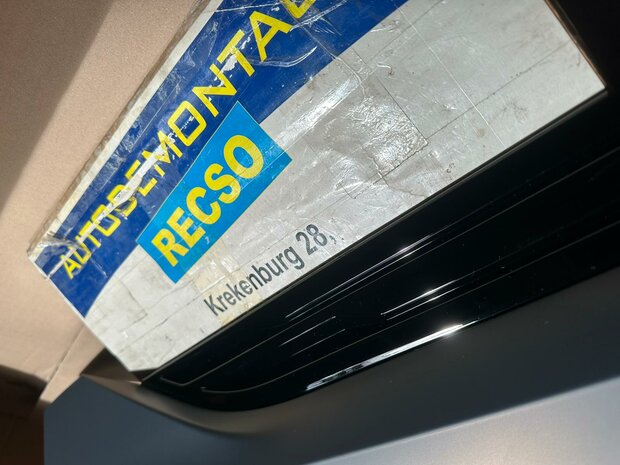 AUTODEMONTA
RECSO
Krekenburg 28,